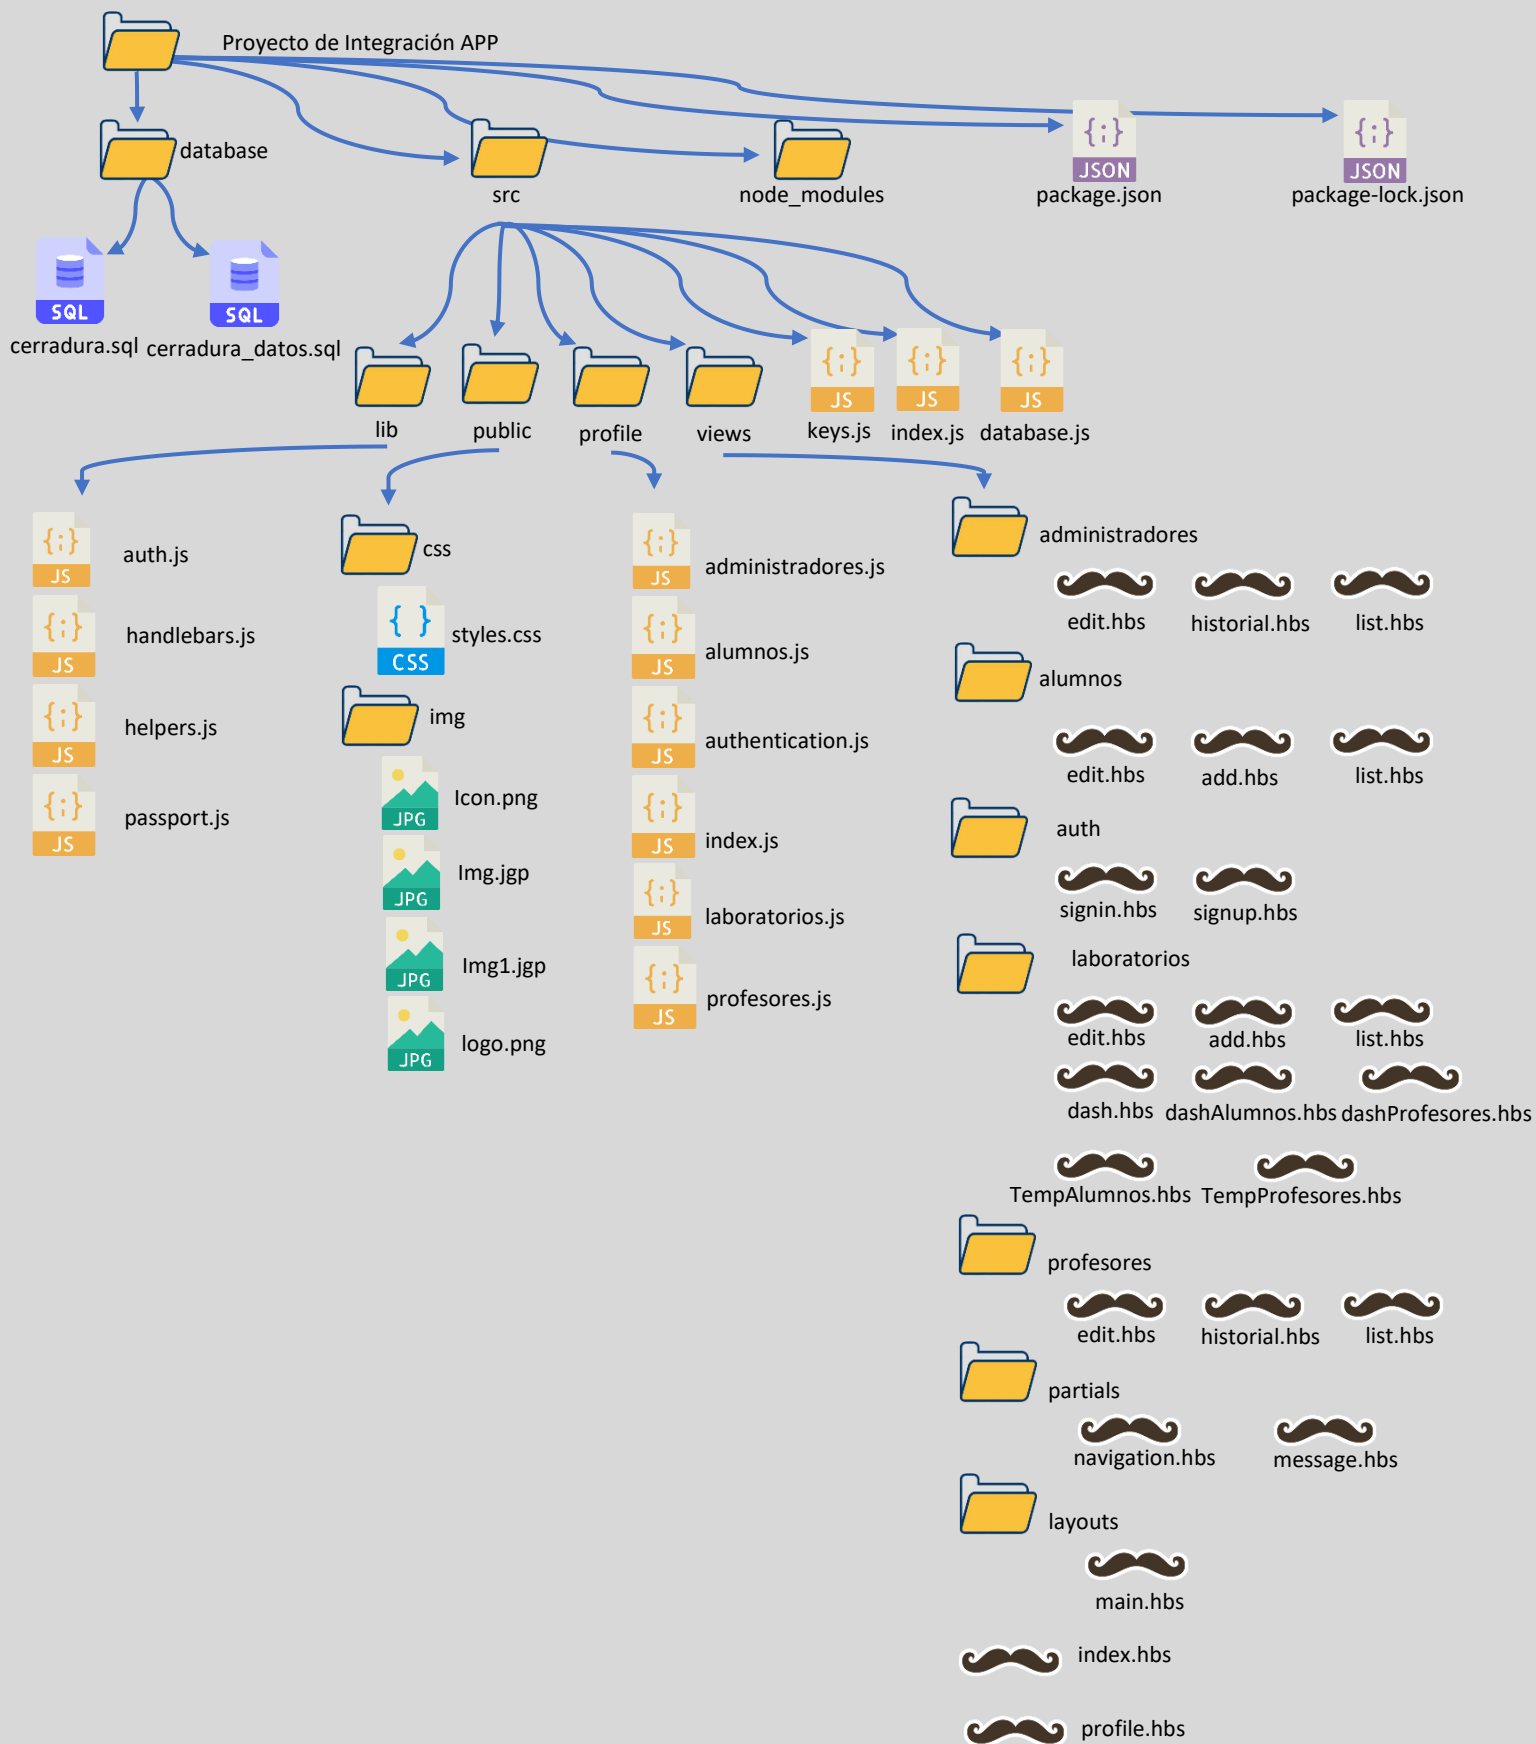 Proyecto de Integración APP
database
src
node_modules
JSON
package.json
JSON
package-lock.json
SQL
cerradura.sql
SQL
cerradura_datos.sql
lib
public
profile
views
JS
keys.js
JS
index.js
JS
database.js
JS
auth.js
JS
handlebars.js
JS
helpers.js
JS
passport.js
css
CSS
styles.css
img
JPG
Icon.png
JPG
Img.jgp
JPG
Img1.jgp
JPG
logo.png
JS
administradores.js
JS
alumnos.js
JS
authentication.js
JS
index.js
JS
laboratorios.js
JS
profesores.js
administradores
edit.hbs historial.hbs list.hbs
alumnos
edit.hbs add.hbs list.hbs
auth
signin.hbs signup.hbs
laboratorios
edit.hbs add.hbs list.hbs
dash.hbs dashAlumnos.hbs dashProfesores.hbs
TempAlumnos.hbs TempProfesores.hbs
profesores
edit.hbs historial.hbs list.hbs
partials
navigation.hbs message.hbs
layouts
main.hbs
index.hbs
profile.hbs